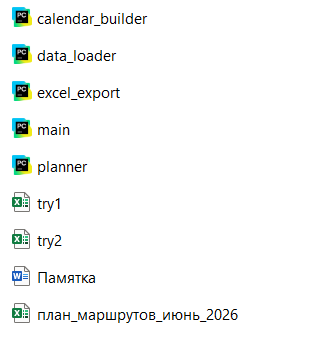 calendar_builder
data_loader
excel_export
main
planner
try1
try2
Памятка
план_маршрутов_июнь_2026